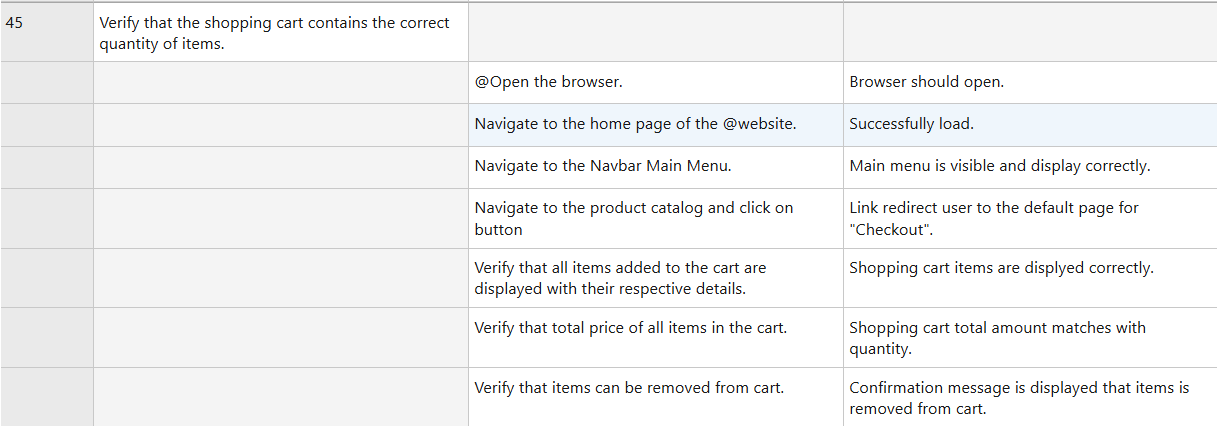 45
Verify that the shopping cart contains the correct
quantity of items.
@Open the browser.
Browser should open.
Navigate to the home page of the @website.
Successfully load.
Navigate to the Navbar Main Menu.
Main menu is visible and display correctly.
Navigate to the product catalog and click on
button
Link redirect user to the default page for
"Checkout".
Verify that all items added to the cart are
displayed with their respective details.
Shopping cart items are displyed correctly.
Verify that total price of all items in the cart.
Shopping cart total amount matches with
quantity.
Verify that items can be removed from cart.
Confirmation message is displayed that items is
removed from cart.